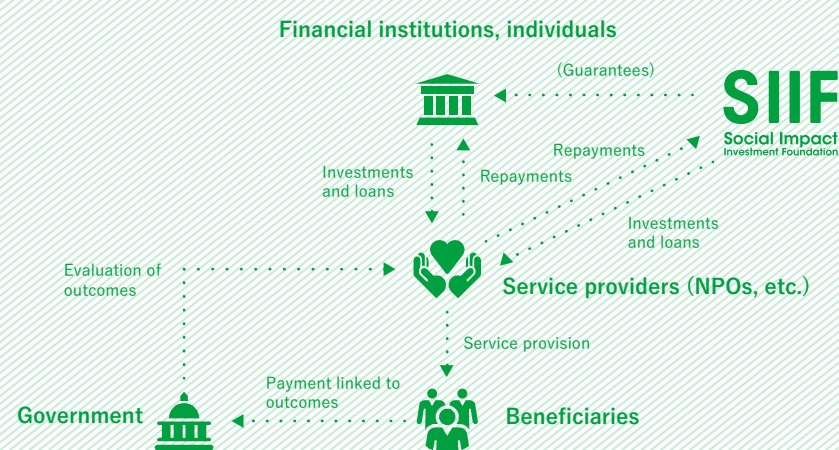 Financial institutions, individuals
(Guarantees)
SIIF
Social Impact
Investment Foundation
Repayments
Investments
and loans
Repayments
Investments
and loans
Evaluation of
outcomes
Service providers (NPOs, etc.)
Service provision
Payment linked to
outcomes
Government
Beneficiaries